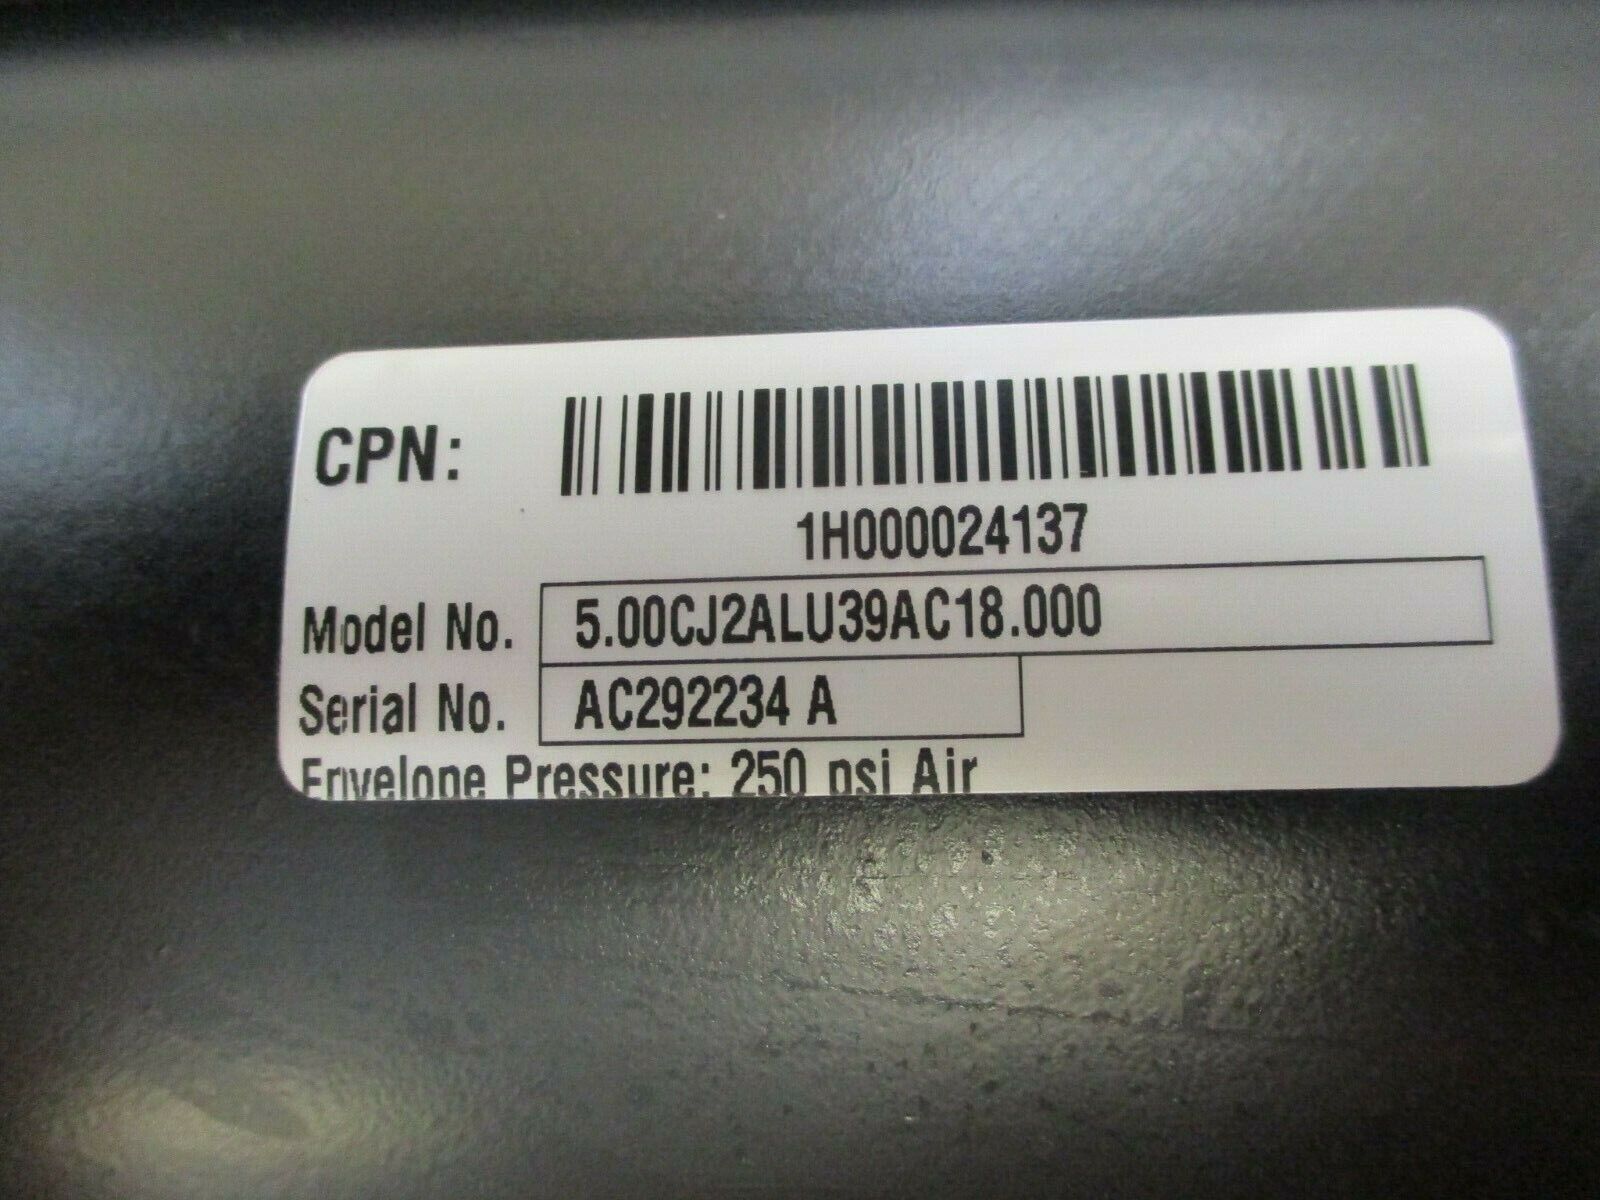 CPN:
1H000024137
Model No. 5.00CJ2ALU39AC18.000
Serial No. AC292234 A
Envelope Pressure: 250 psi Air